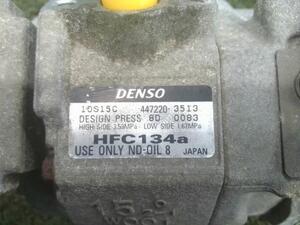 DENSO
10S15C 447220-3513
DESIGN PRESS 8D 0083
HIGH SIDE 3.53MPa · LOW SIDE 1.67MPa
HFC134a
USE ONLY ND-OIL 8 JAPAN